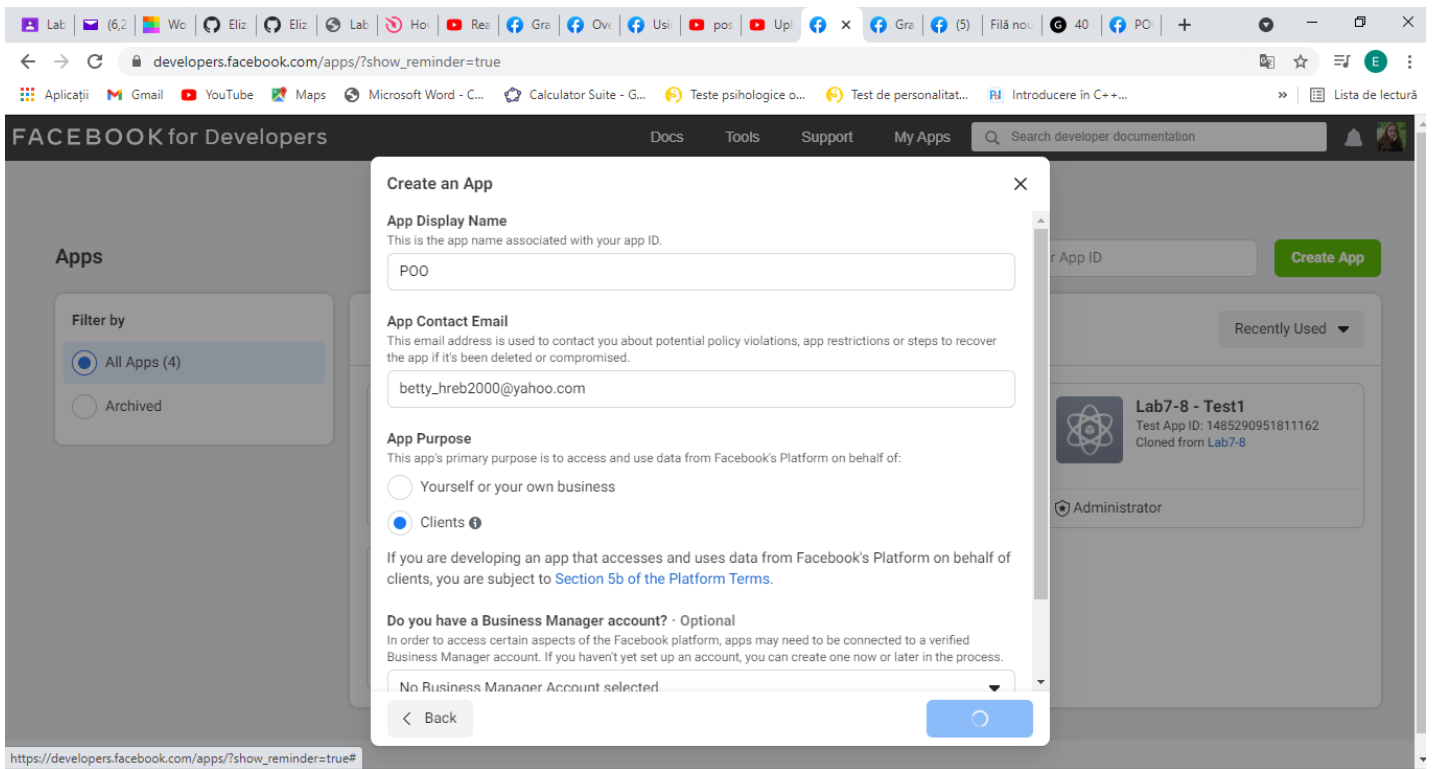 Lab
(6,2
Wo
Eliz
Eliz
Lab
Hov
Rea
Gra
Ove
Usi
pos
Upl
Gra
(5)
Filă nou
40
PO
developers.facebook.com/apps/?show_reminder=true
E
Aplicații
Gmail
YouTube
Maps
Microsoft Word - C...
Calculator Suite - G...
Teste psihologice o...
Test de personalitat...
Introducere în C++...
»
Lista de lectură
FACEBOOK for Developers
Docs
Tools
Support
My Apps
Search developer documentation
Create an App
App Display Name
This is the app name associated with your app ID.
POO
App Contact Email
This email address is used to contact you about potential policy violations, app restrictions or steps to recover
the app if it's been deleted or compromised.
betty_hreb2000@yahoo.com
App Purpose
This app's primary purpose is to access and use data from Facebook's Platform on behalf of:
Yourself or your own business
Clients
If you are developing an app that accesses and uses data from Facebook's Platform on behalf of
clients, you are subject to Section 5b of the Platform Terms.
Do you have a Business Manager account? · Optional
In order to access certain aspects of the Facebook platform, apps may need to be connected to a verified
Business Manager account. If you haven't yet set up an account, you can create one now or later in the process.
No Business Manager Account selected
Back
Apps
Filter by
All Apps (4)
Archived
r App ID
Create App
Recently Used
Lab7-8 - Test1
Test App ID: 1485290951811162
Cloned from Lab7-8
Administrator
https://developers.facebook.com/apps/?show_reminder=true#